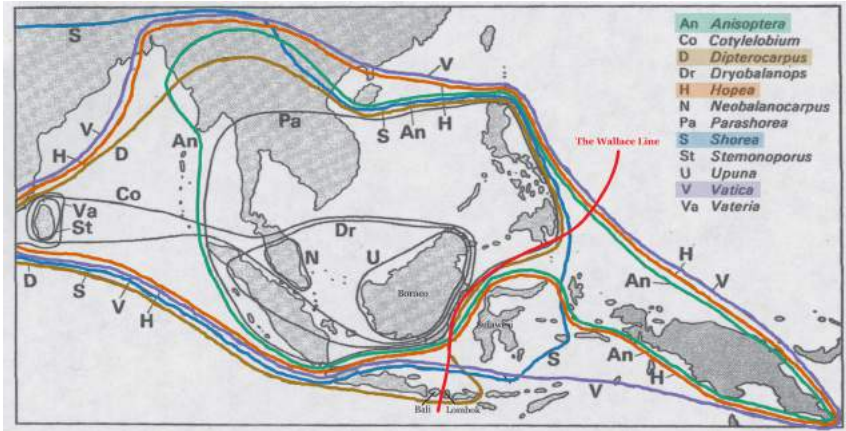 An Anisoptera
Co Cotylelobium
D Dipterocarpus
Dr Dryobalanops
H Hopea
N Neobalanocarpus
Pa Parashorea
S Shorea
St Stemonoporus
U Upuna
V Vatica
Va Vateria
S
V
V
H
D
An
Pa
S
An
H
The Wallace Line
Co
Va
St
Dr
N
U
Borneo
D
S
V
H
H
V
An
Sulawesi
An
H
S
V
Bali
Lombok